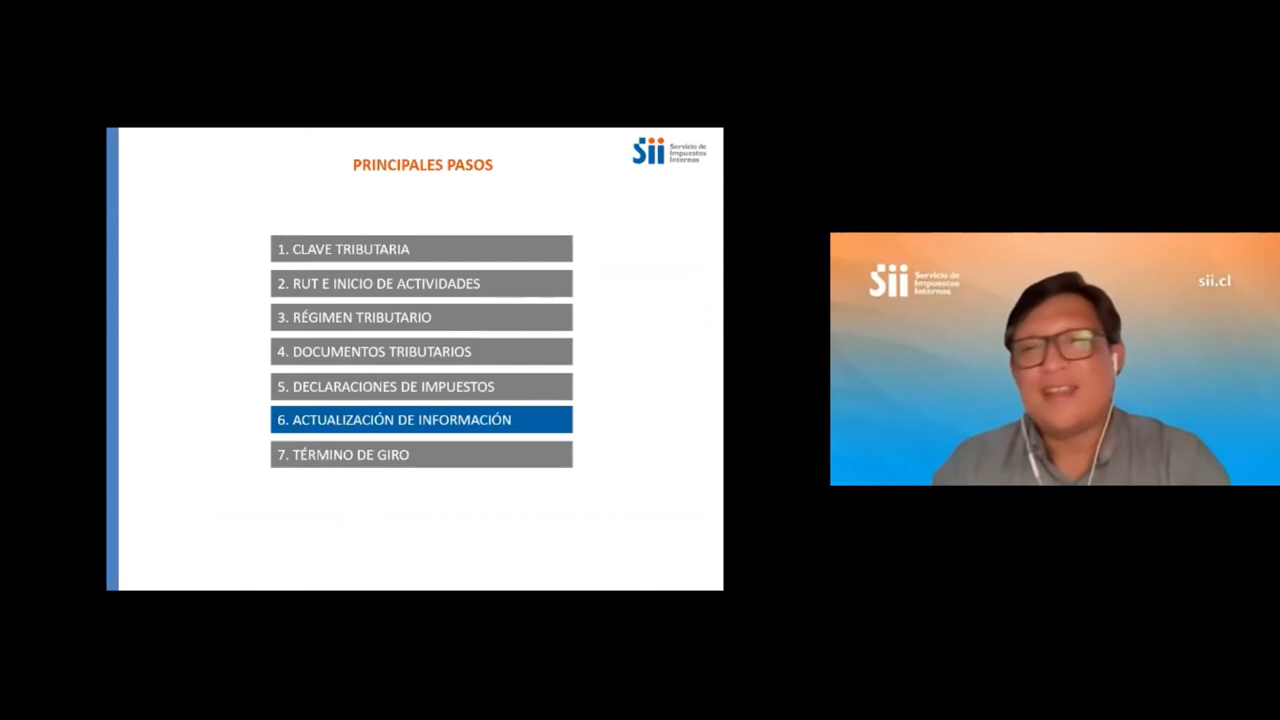 PRINCIPALES PASOS
Sii Servicio de
Impuestos
Internos
1. CLAVE TRIBUTARIA
2. RUT E INICIO DE ACTIVIDADES
3. RÉGIMEN TRIBUTARIO
4. DOCUMENTOS TRIBUTARIOS
5. DECLARACIONES DE IMPUESTOS
6. ACTUALIZACIÓN DE INFORMACIÓN
7. TÉRMINO DE GIRO
Sii Servicio de
Impuestos
Internos
sii.cl